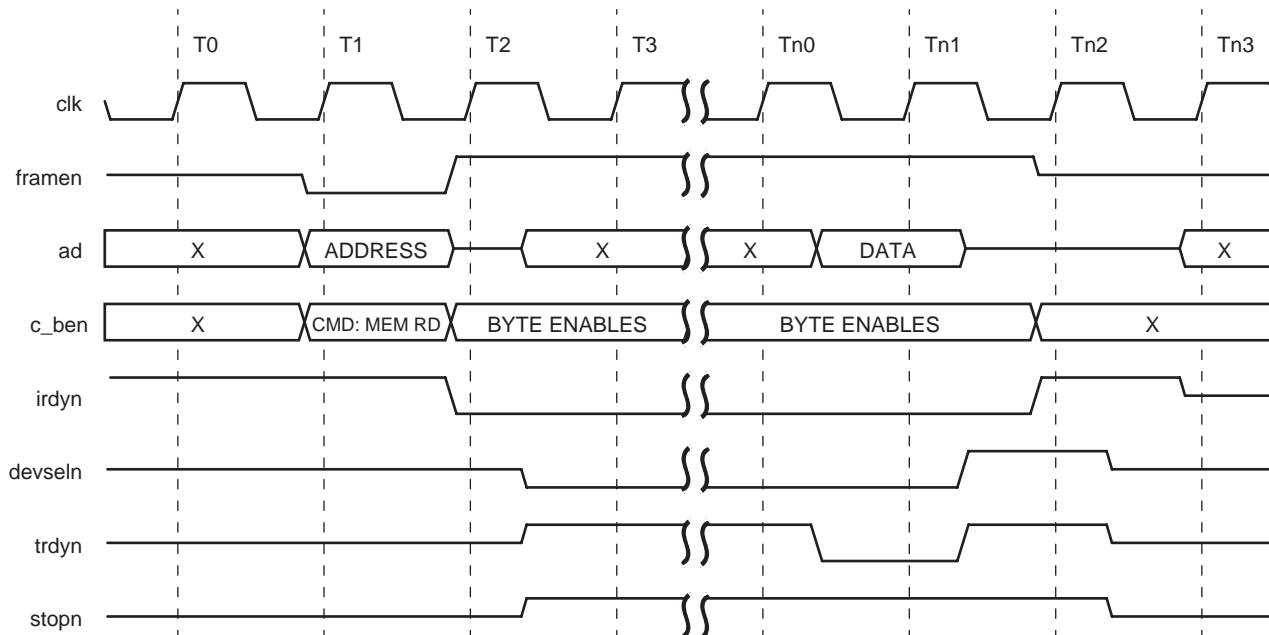 T0 T1 T2 T3 Tn0 Tn1 Tn2 Tn3
clk
framen
ad X ADDRESS X X DATA X
c_ben X CMD: MEM RD BYTE ENABLES BYTE ENABLES X
irdyn
devseln
trdyn
stopn